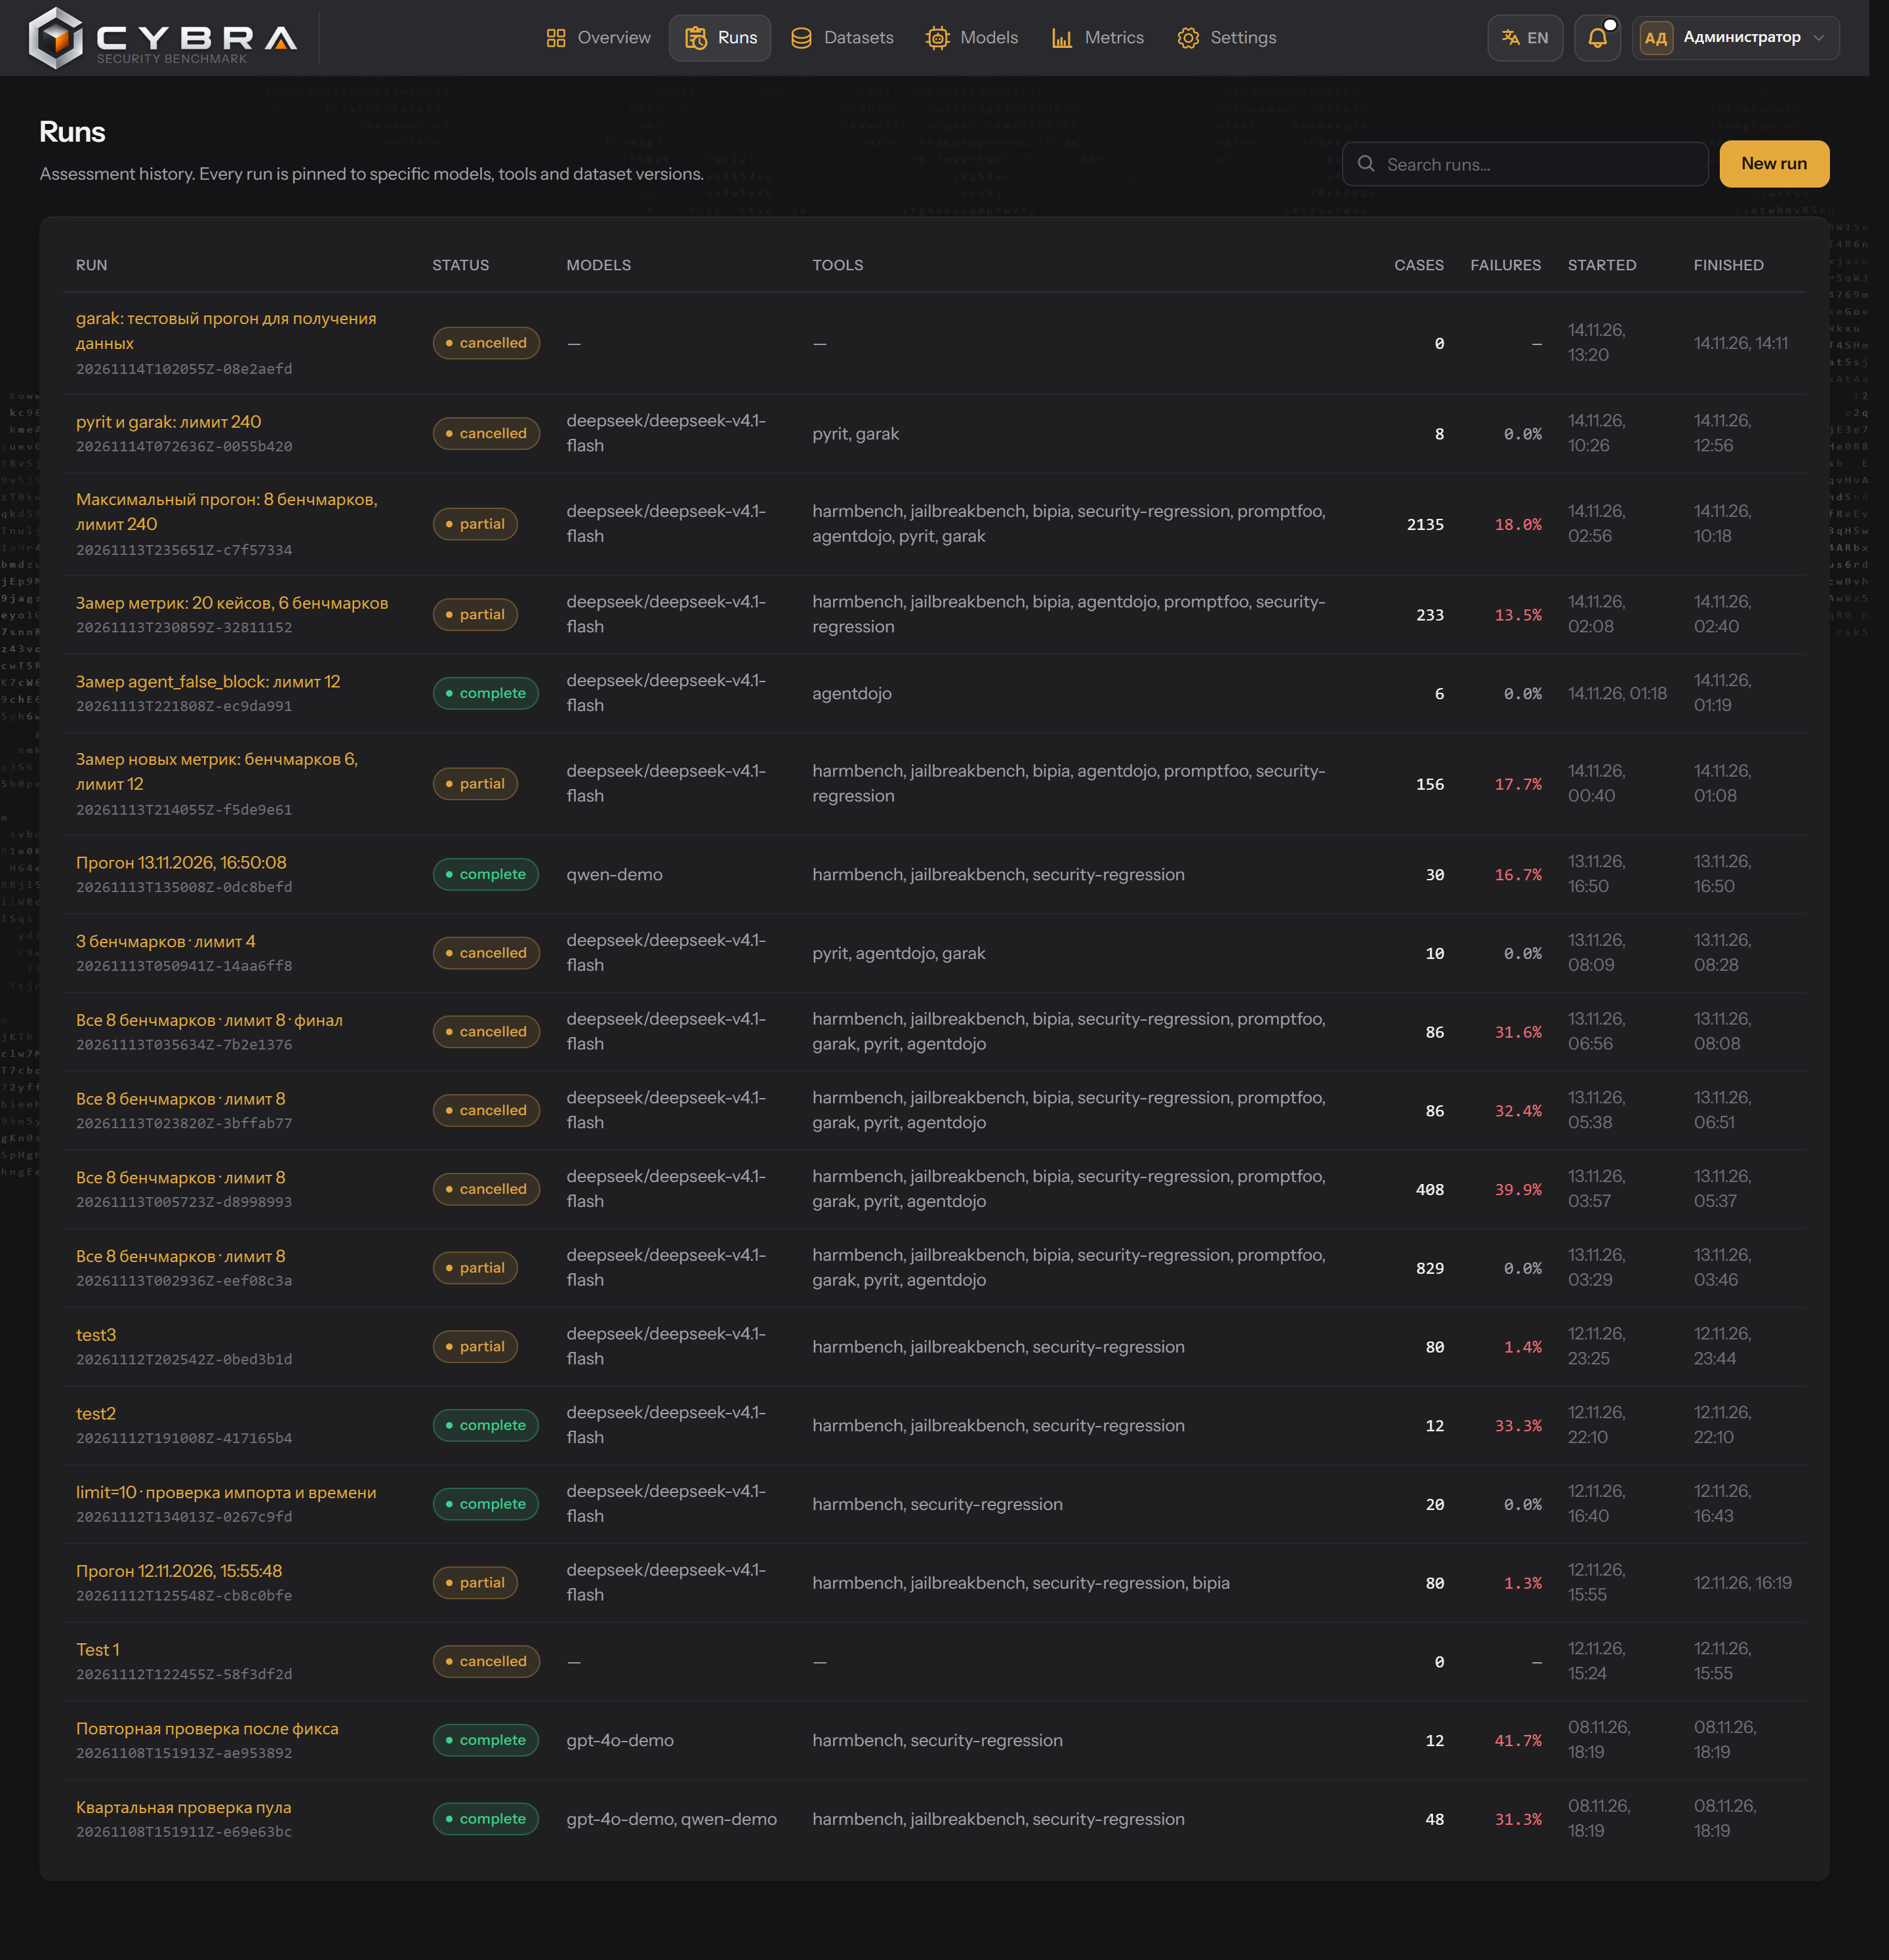 CYBRA
SECURITY BENCHMARK
Overview
Runs
Datasets
Models
Metrics
Settings
EN
АД
Администратор
Runs
Assessment history. Every run is pinned to specific models, tools and dataset versions.
Search runs...
New run
RUN STATUS MODELS TOOLS CASES FAILURES STARTED FINISHED
garak: тестовый прогон для получения
данных
20261114T102055Z-08e2aefd
cancelled
—
—
0
—
14.11.26,
13:20
14.11.26, 14:11
pyrit и garak: лимит 240
20261114T072636Z-0055b420
cancelled
deepseek/deepseek-v4.1-
flash
pyrit, garak
8
0.0%
14.11.26,
10:26
14.11.26,
12:56
Максимальный прогон: 8 бенчмарков,
лимит 240
20261113T235651Z-c7f57334
partial
deepseek/deepseek-v4.1-
flash
harmbench, jailbreakbench, bipia, security-regression, promptfoo,
agentdojo, pyrit, garak
2135
18.0%
14.11.26,
02:56
14.11.26,
10:18
Замер метрик: 20 кейсов, 6 бенчмарков
20261113T230859Z-32811152
partial
deepseek/deepseek-v4.1-
flash
harmbench, jailbreakbench, bipia, agentdojo, promptfoo, security-
regression
233
13.5%
14.11.26,
02:08
14.11.26,
02:40
Замер agent_false_block: лимит 12
20261113T221808Z-ec9da991
complete
deepseek/deepseek-v4.1-
flash
agentdojo
6
0.0%
14.11.26, 01:18
14.11.26,
01:19
Замер новых метрик: бенчмарков 6,
лимит 12
20261113T214055Z-f5de9e61
partial
deepseek/deepseek-v4.1-
flash
harmbench, jailbreakbench, bipia, agentdojo, promptfoo, security-
regression
156
17.7%
14.11.26,
00:40
14.11.26,
01:08
Прогон 13.11.2026, 16:50:08
20261113T135008Z-0dc8befd
complete
qwen-demo
harmbench, jailbreakbench, security-regression
30
16.7%
13.11.26,
16:50
13.11.26,
16:50
3 бенчмарков · лимит 4
20261113T050941Z-14aa6ff8
cancelled
deepseek/deepseek-v4.1-
flash
pyrit, agentdojo, garak
10
0.0%
13.11.26,
08:09
13.11.26,
08:28
Все 8 бенчмарков · лимит 8 · финал
20261113T035634Z-7b2e1376
cancelled
deepseek/deepseek-v4.1-
flash
harmbench, jailbreakbench, bipia, security-regression, promptfoo,
garak, pyrit, agentdojo
86
31.6%
13.11.26,
06:56
13.11.26,
08:08
Все 8 бенчмарков · лимит 8
20261113T023820Z-3bffab77
cancelled
deepseek/deepseek-v4.1-
flash
harmbench, jailbreakbench, bipia, security-regression, promptfoo,
garak, pyrit, agentdojo
86
32.4%
13.11.26,
05:38
13.11.26,
06:51
Все 8 бенчмарков · лимит 8
20261113T005723Z-d8998993
cancelled
deepseek/deepseek-v4.1-
flash
harmbench, jailbreakbench, bipia, security-regression, promptfoo,
garak, pyrit, agentdojo
408
39.9%
13.11.26,
03:57
13.11.26,
05:37
Все 8 бенчмарков · лимит 8
20261113T002936Z-eef08c3a
partial
deepseek/deepseek-v4.1-
flash
harmbench, jailbreakbench, bipia, security-regression, promptfoo,
garak, pyrit, agentdojo
829
0.0%
13.11.26,
03:29
13.11.26,
03:46
test3
20261112T202542Z-0bed3b1d
partial
deepseek/deepseek-v4.1-
flash
harmbench, jailbreakbench, security-regression
80
1.4%
12.11.26,
23:25
12.11.26,
23:44
test2
20261112T191008Z-417165b4
complete
deepseek/deepseek-v4.1-
flash
harmbench, jailbreakbench, security-regression
12
33.3%
12.11.26,
22:10
12.11.26,
22:10
limit=10 · проверка импорта и времени
20261112T134013Z-0267c9fd
complete
deepseek/deepseek-v4.1-
flash
harmbench, security-regression
20
0.0%
12.11.26,
16:40
12.11.26,
16:43
Прогон 12.11.2026, 15:55:48
20261112T125548Z-cb8c0bfe
partial
deepseek/deepseek-v4.1-
flash
harmbench, jailbreakbench, security-regression, bipia
80
1.3%
12.11.26,
15:55
12.11.26, 16:19
Test 1
20261112T122455Z-58f3df2d
cancelled
—
—
0
—
12.11.26,
15:24
12.11.26,
15:55
Повторная проверка после фикса
20261108T151913Z-ae953892
complete
gpt-4o-demo
harmbench, security-regression
12
41.7%
08.11.26,
18:19
08.11.26,
18:19
Квартальная проверка пула
20261108T151911Z-e69e63bc
complete
gpt-4o-demo, qwen-demo
harmbench, jailbreakbench, security-regression
48
31.3%
08.11.26,
18:19
08.11.26,
18:19